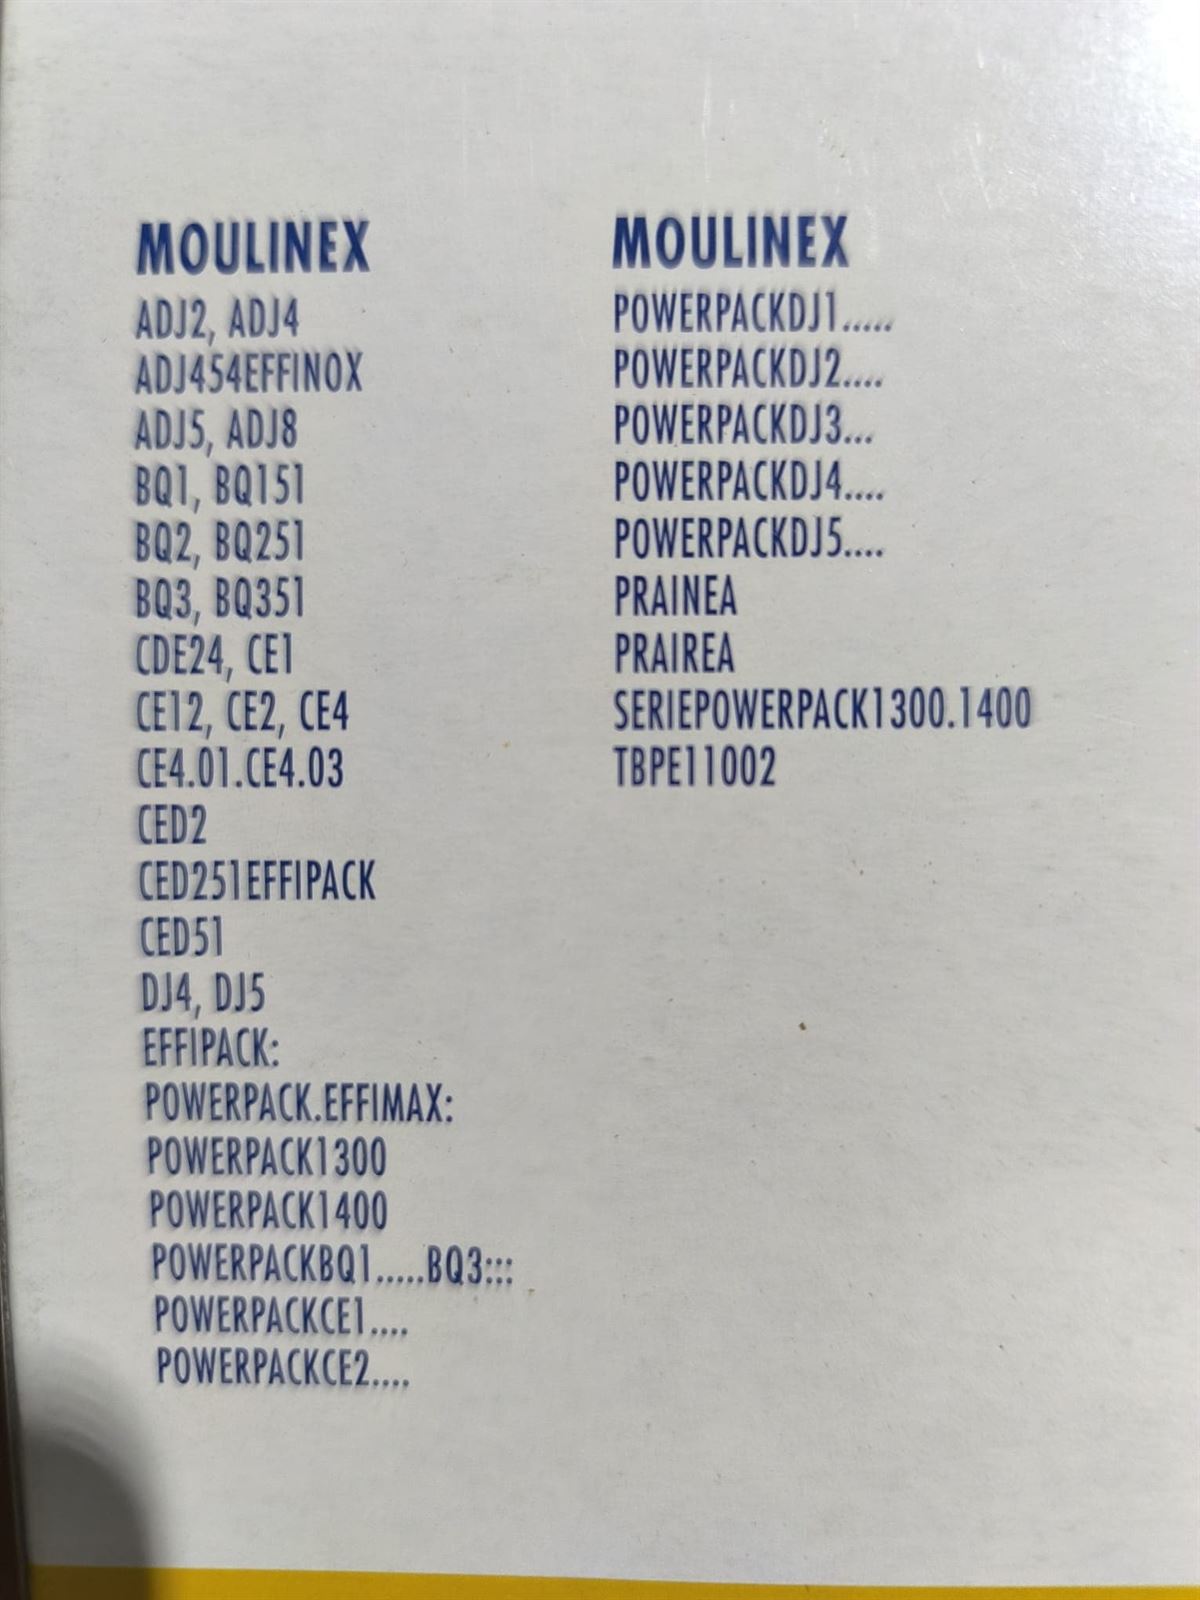 MOULINEX
ADJ2, ADJ4
ADJ454EFFINOX
ADJ5, ADJ8
BQ1, BQ151
BQ2, BQ251
BQ3, BQ351
CDE24, CE1
CE12, CE2, CE4
CE4.01.CE4.03
CED2
CED251EFFIPACK
CED51
DJ4, DJ5
EFFIPACK:
POWERPACK.EFFIMAX:
POWERPACK1300
POWERPACK1400
POWERPACKBQ1.....BQ3:::
POWERPACKCE1....
POWERPACKCE2....
MOULINEX
POWERPACKDJ1.....
POWERPACKDJ2....
POWERPACKDJ3...
POWERPACKDJ4....
POWERPACKDJ5....
PRAINEA
PRAIREA
SERIEPOWERPACK1300.1400
TBPE11002